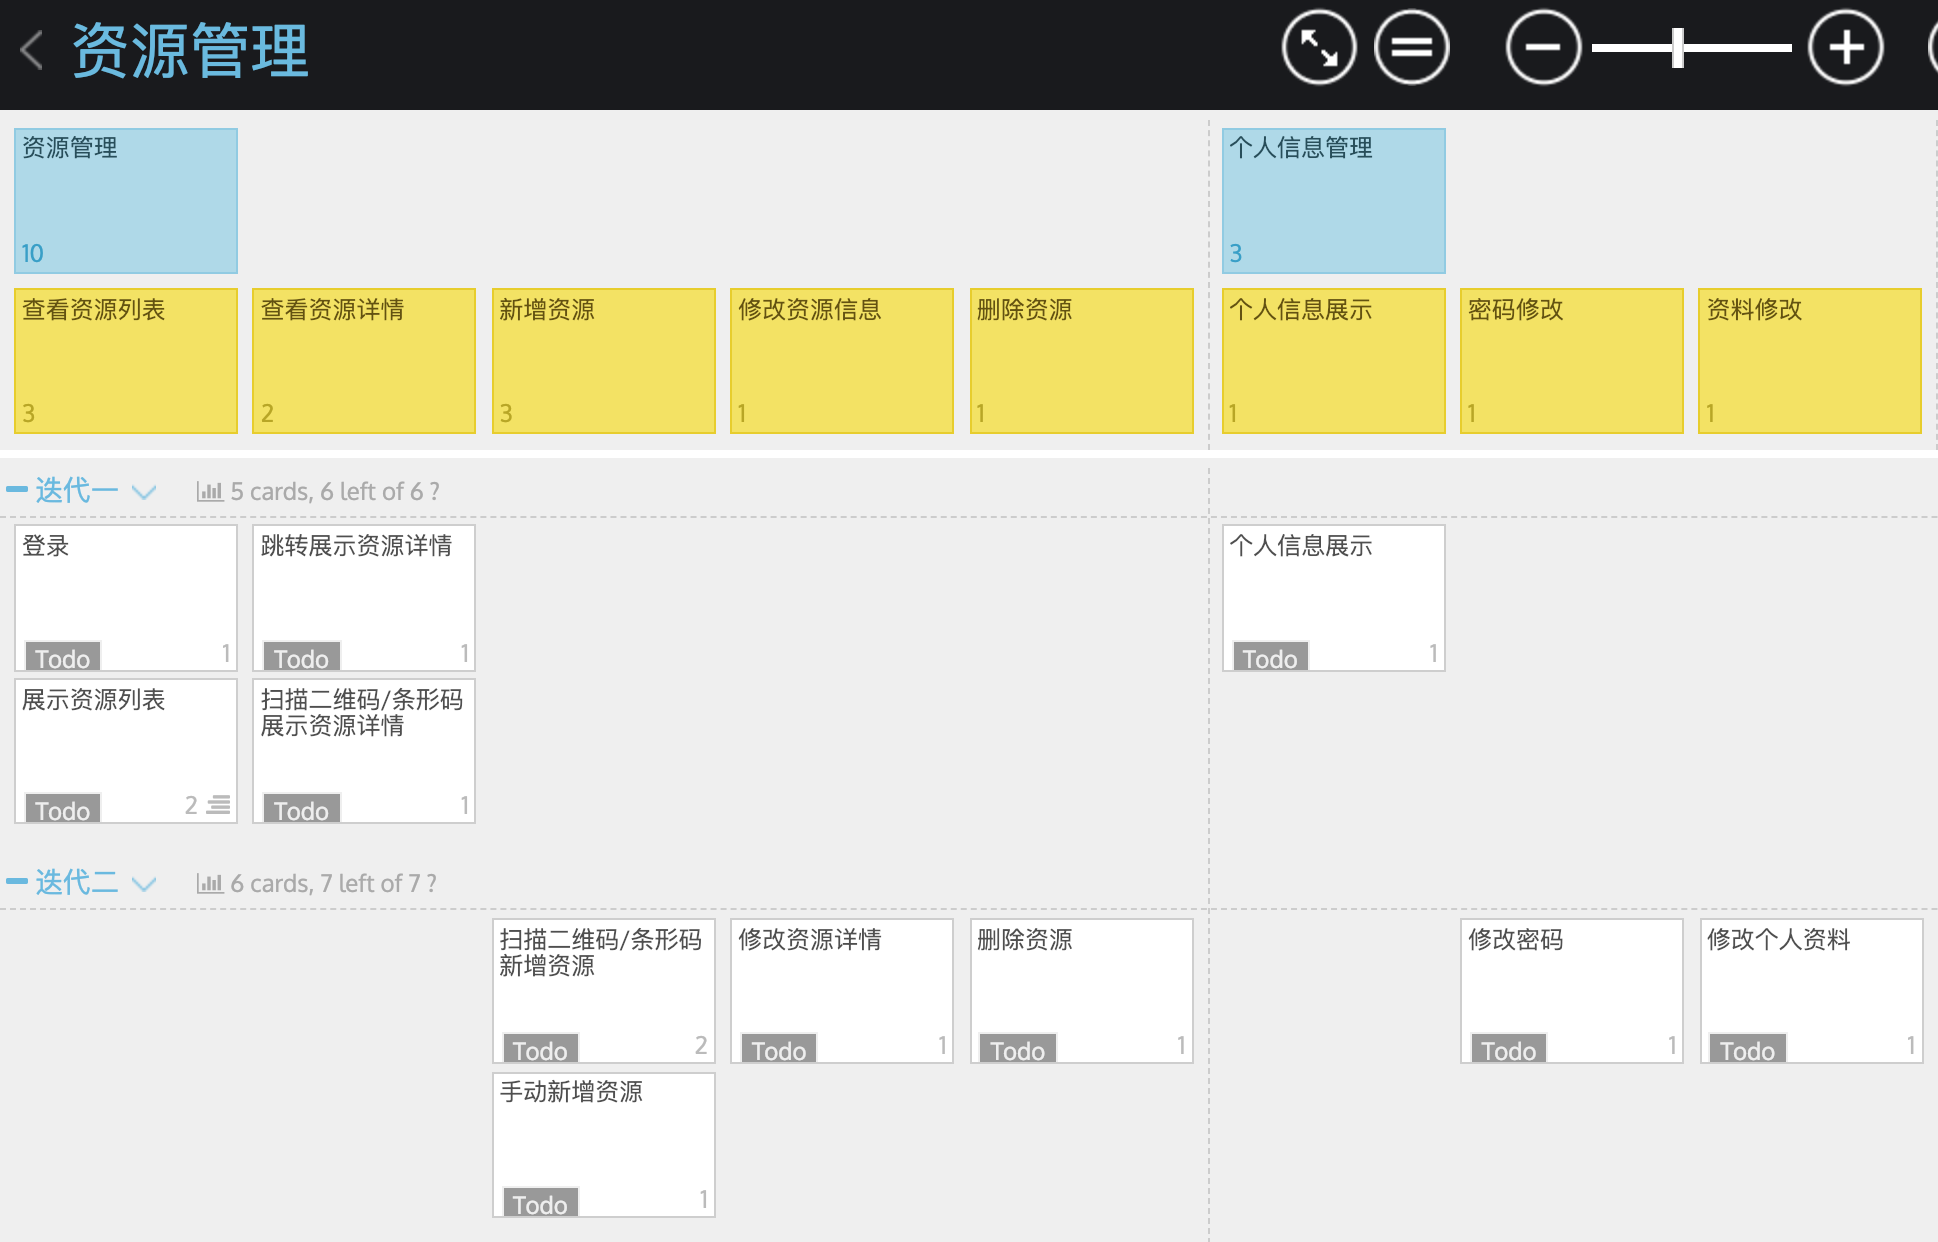 资源管理
资源管理
10
个人信息管理
3
查看资源列表
3
查看资源详情
2
新增资源
3
修改资源信息
1
删除资源
1
个人信息展示
1
密码修改
1
资料修改
1
迭代一
5 cards, 6 left of 6 ?
登录
Todo
1
跳转展示资源详情
Todo
1
个人信息展示
Todo
1
展示资源列表
Todo
2
扫描二维码/条形码
展示资源详情
Todo
1
迭代二
6 cards, 7 left of 7 ?
扫描二维码/条形码
新增资源
Todo
2
修改资源详情
Todo
1
删除资源
Todo
1
修改密码
Todo
1
修改个人资料
Todo
1
手动新增资源
Todo
1